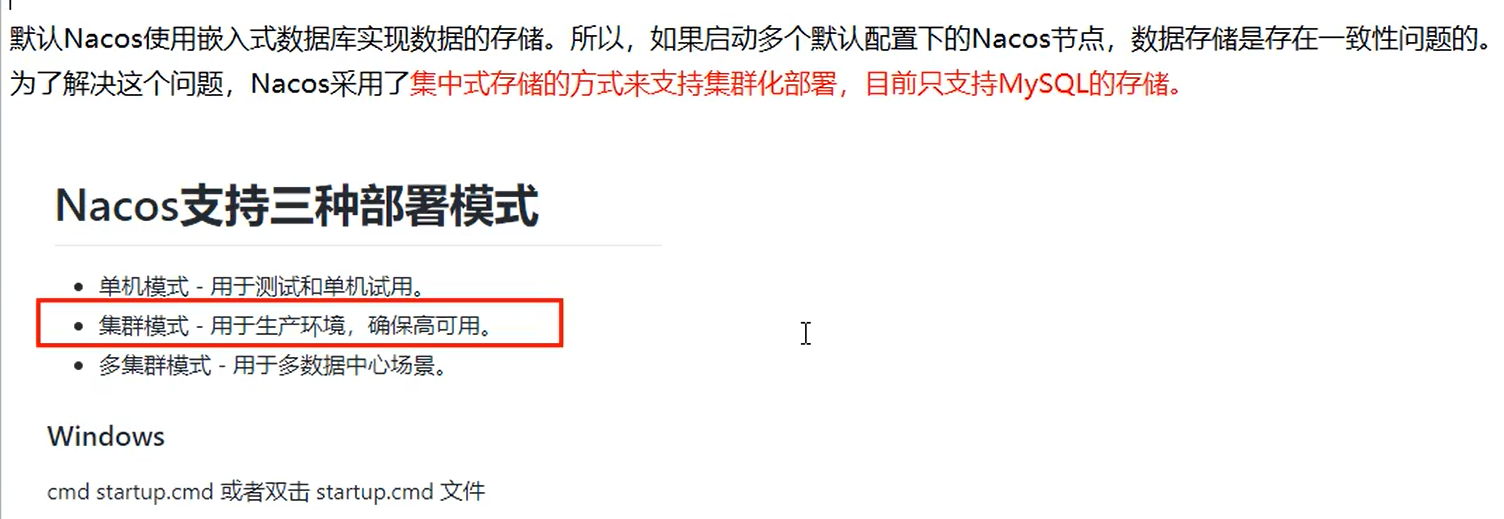 默认Nacos使用嵌入式数据库实现数据的存储。所以，如果启动多个默认配置下的Nacos节点，数据存储是存在一致性问题的。
为了解决这个问题，Nacos采用了集中式存储的方式来支持集群化部署，目前只支持MySQL的存储。
Nacos支持三种部署模式
• 单机模式 - 用于测试和单机试用。
• 集群模式 - 用于生产环境，确保高可用。
• 多集群模式 - 用于多数据中心场景。
Windows
cmd startup.cmd 或者双击 startup.cmd 文件